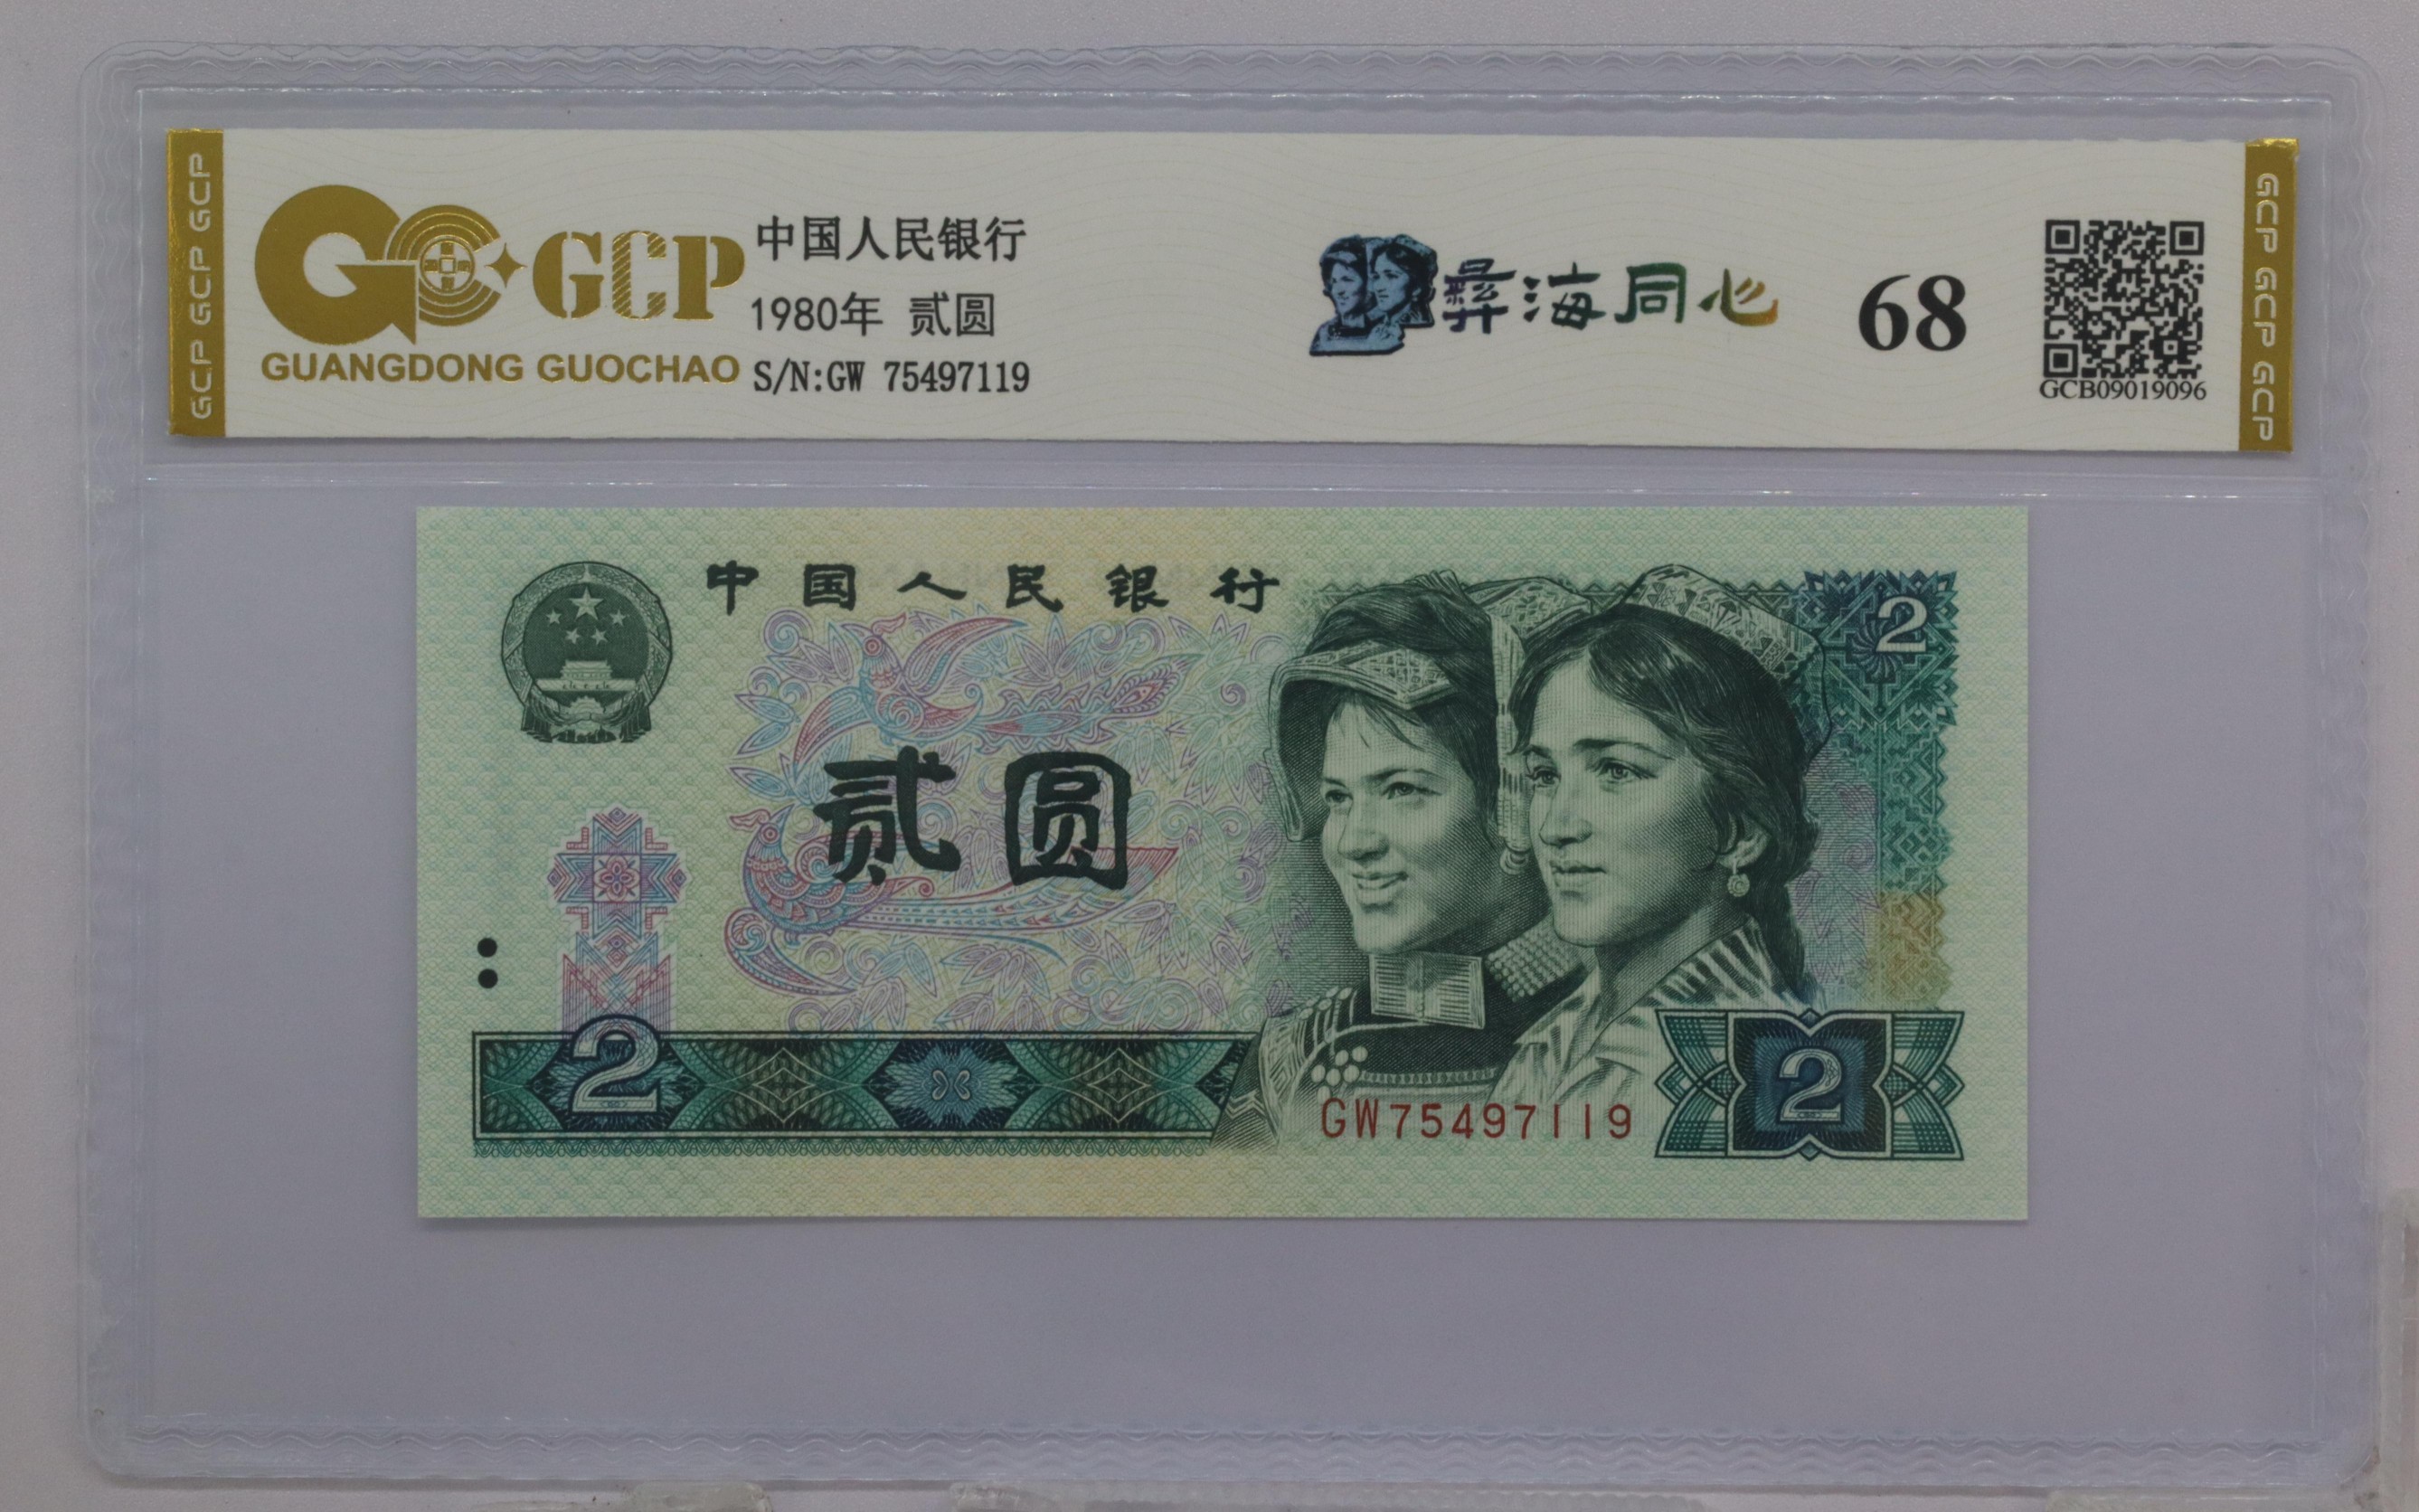 GCP GCP GCP
GCP
GUANGDONG GUOCHAO
中国人民银行
1980年 贰圆
S/N:GW 75497119
彝海同心
68
GCB09019096
GCP GCP GCP
中国人民银行
2
贰圆
2
GW75497119
2